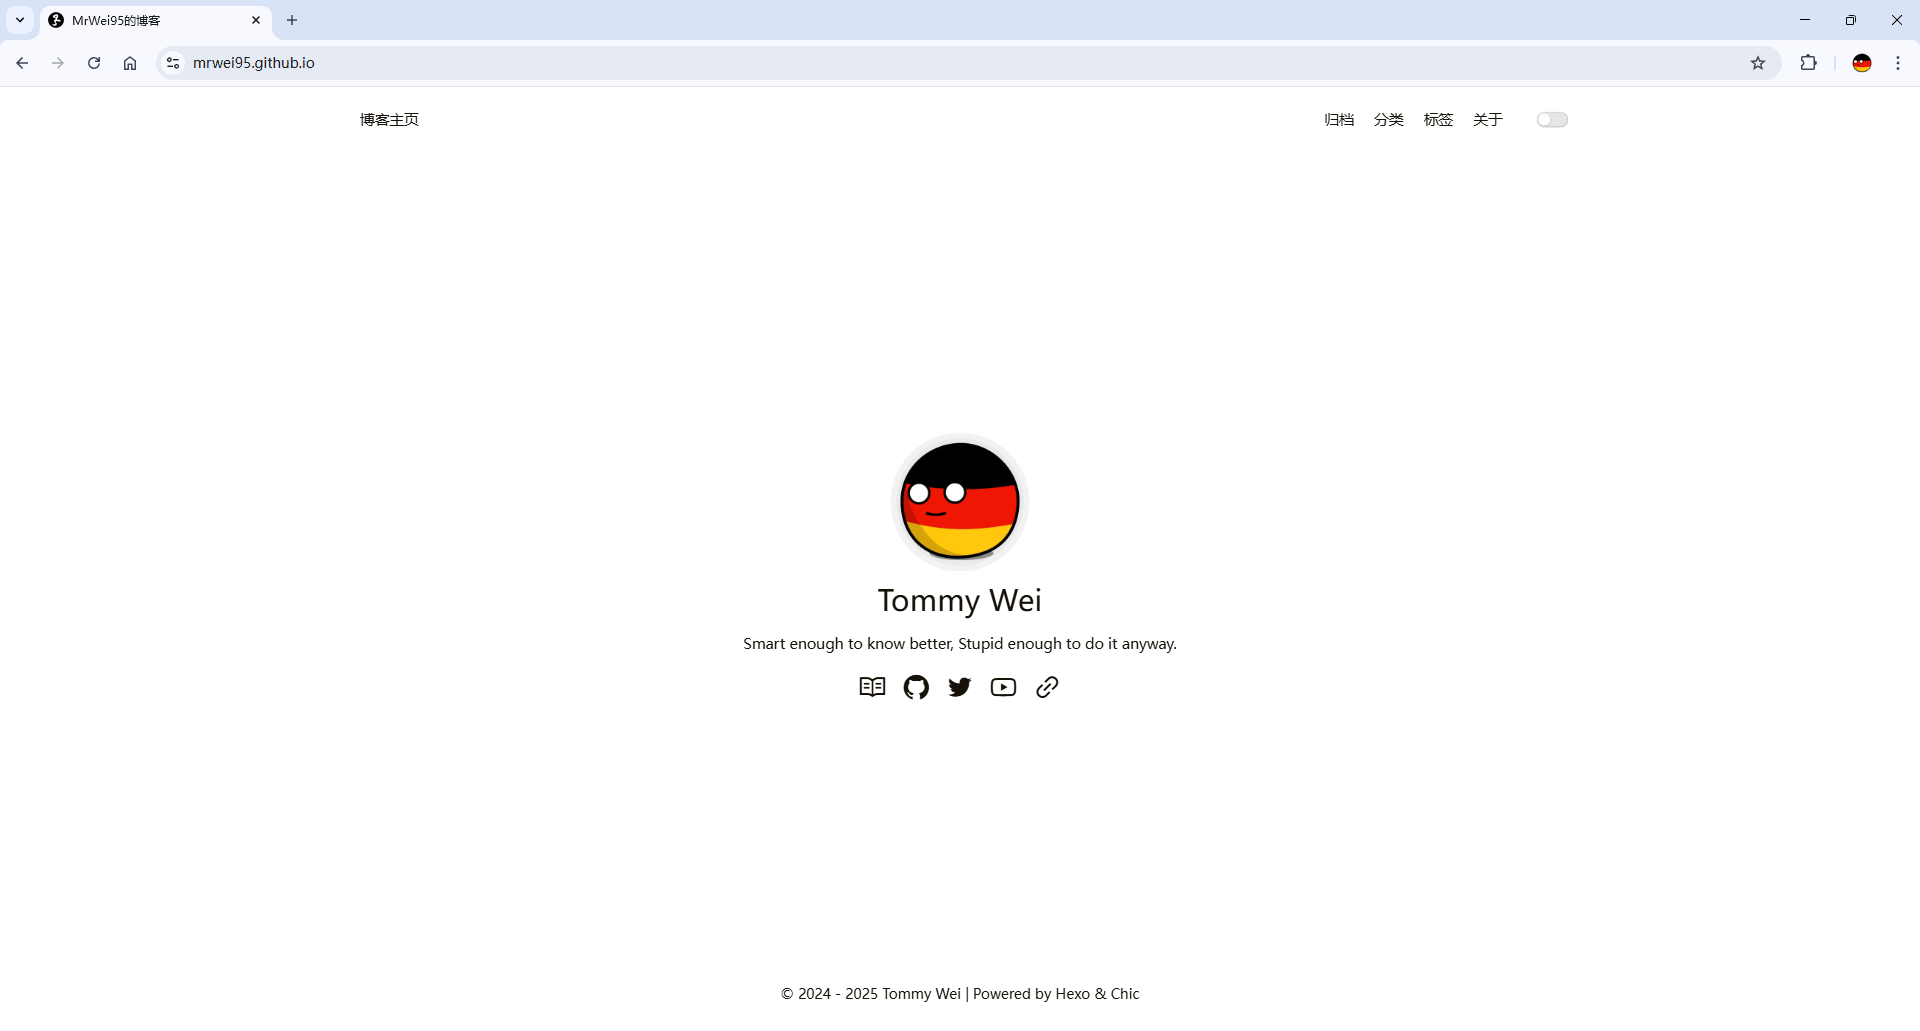 MrWei95的博客
mrwei95.github.io
博客主页
归档 分类 标签 关于
Tommy Wei
Smart enough to know better, Stupid enough to do it anyway.
© 2024 - 2025 Tommy Wei | Powered by Hexo & Chic